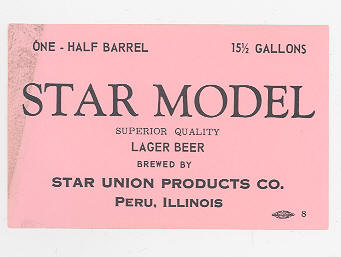 ONE - HALF BARREL 15½ GALLONS
STAR MODEL
SUPERIOR QUALITY
LAGER BEER
BREWED BY
STAR UNION PRODUCTS CO.
PERU, ILLINOIS
8